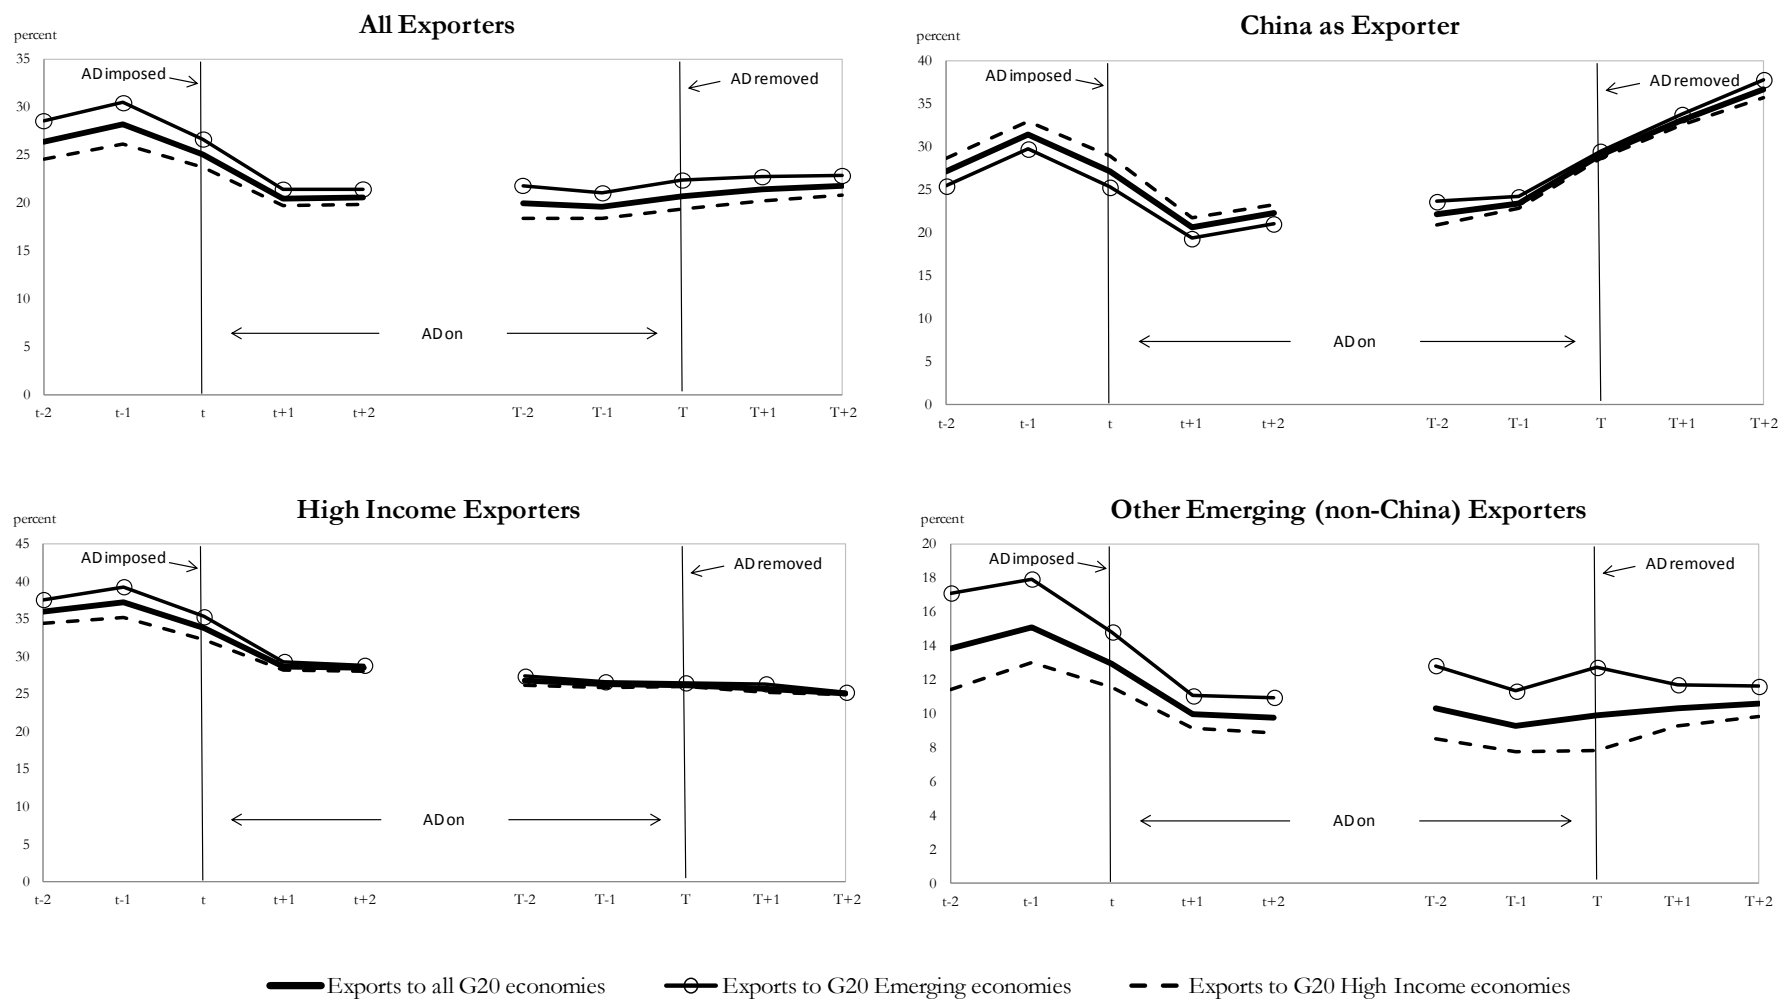 All Exporters
percent
35
30
25
20
15
10
5
0
AD imposed
AD removed
AD on
t-2 t-1 t t+1 t+2 T-2 T-1 T T+1 T+2
China as Exporter
percent
40
35
30
25
20
15
10
5
0
AD imposed
AD removed
AD on
t-2 t-1 t t+1 t+2 T-2 T-1 T T+1 T+2
High Income Exporters
percent
45
40
35
30
25
20
15
10
5
0
AD imposed
AD removed
AD on
t-2 t-1 t t+1 t+2 T-2 T-1 T T+1 T+2
Other Emerging (non-China) Exporters
percent
20
18
16
14
12
10
8
6
4
2
0
AD imposed
AD removed
AD on
t-2 t-1 t t+1 t+2 T-2 T-1 T T+1 T+2
Exports to all G20 economies Exports to G20 Emerging economies Exports to G20 High Income economies